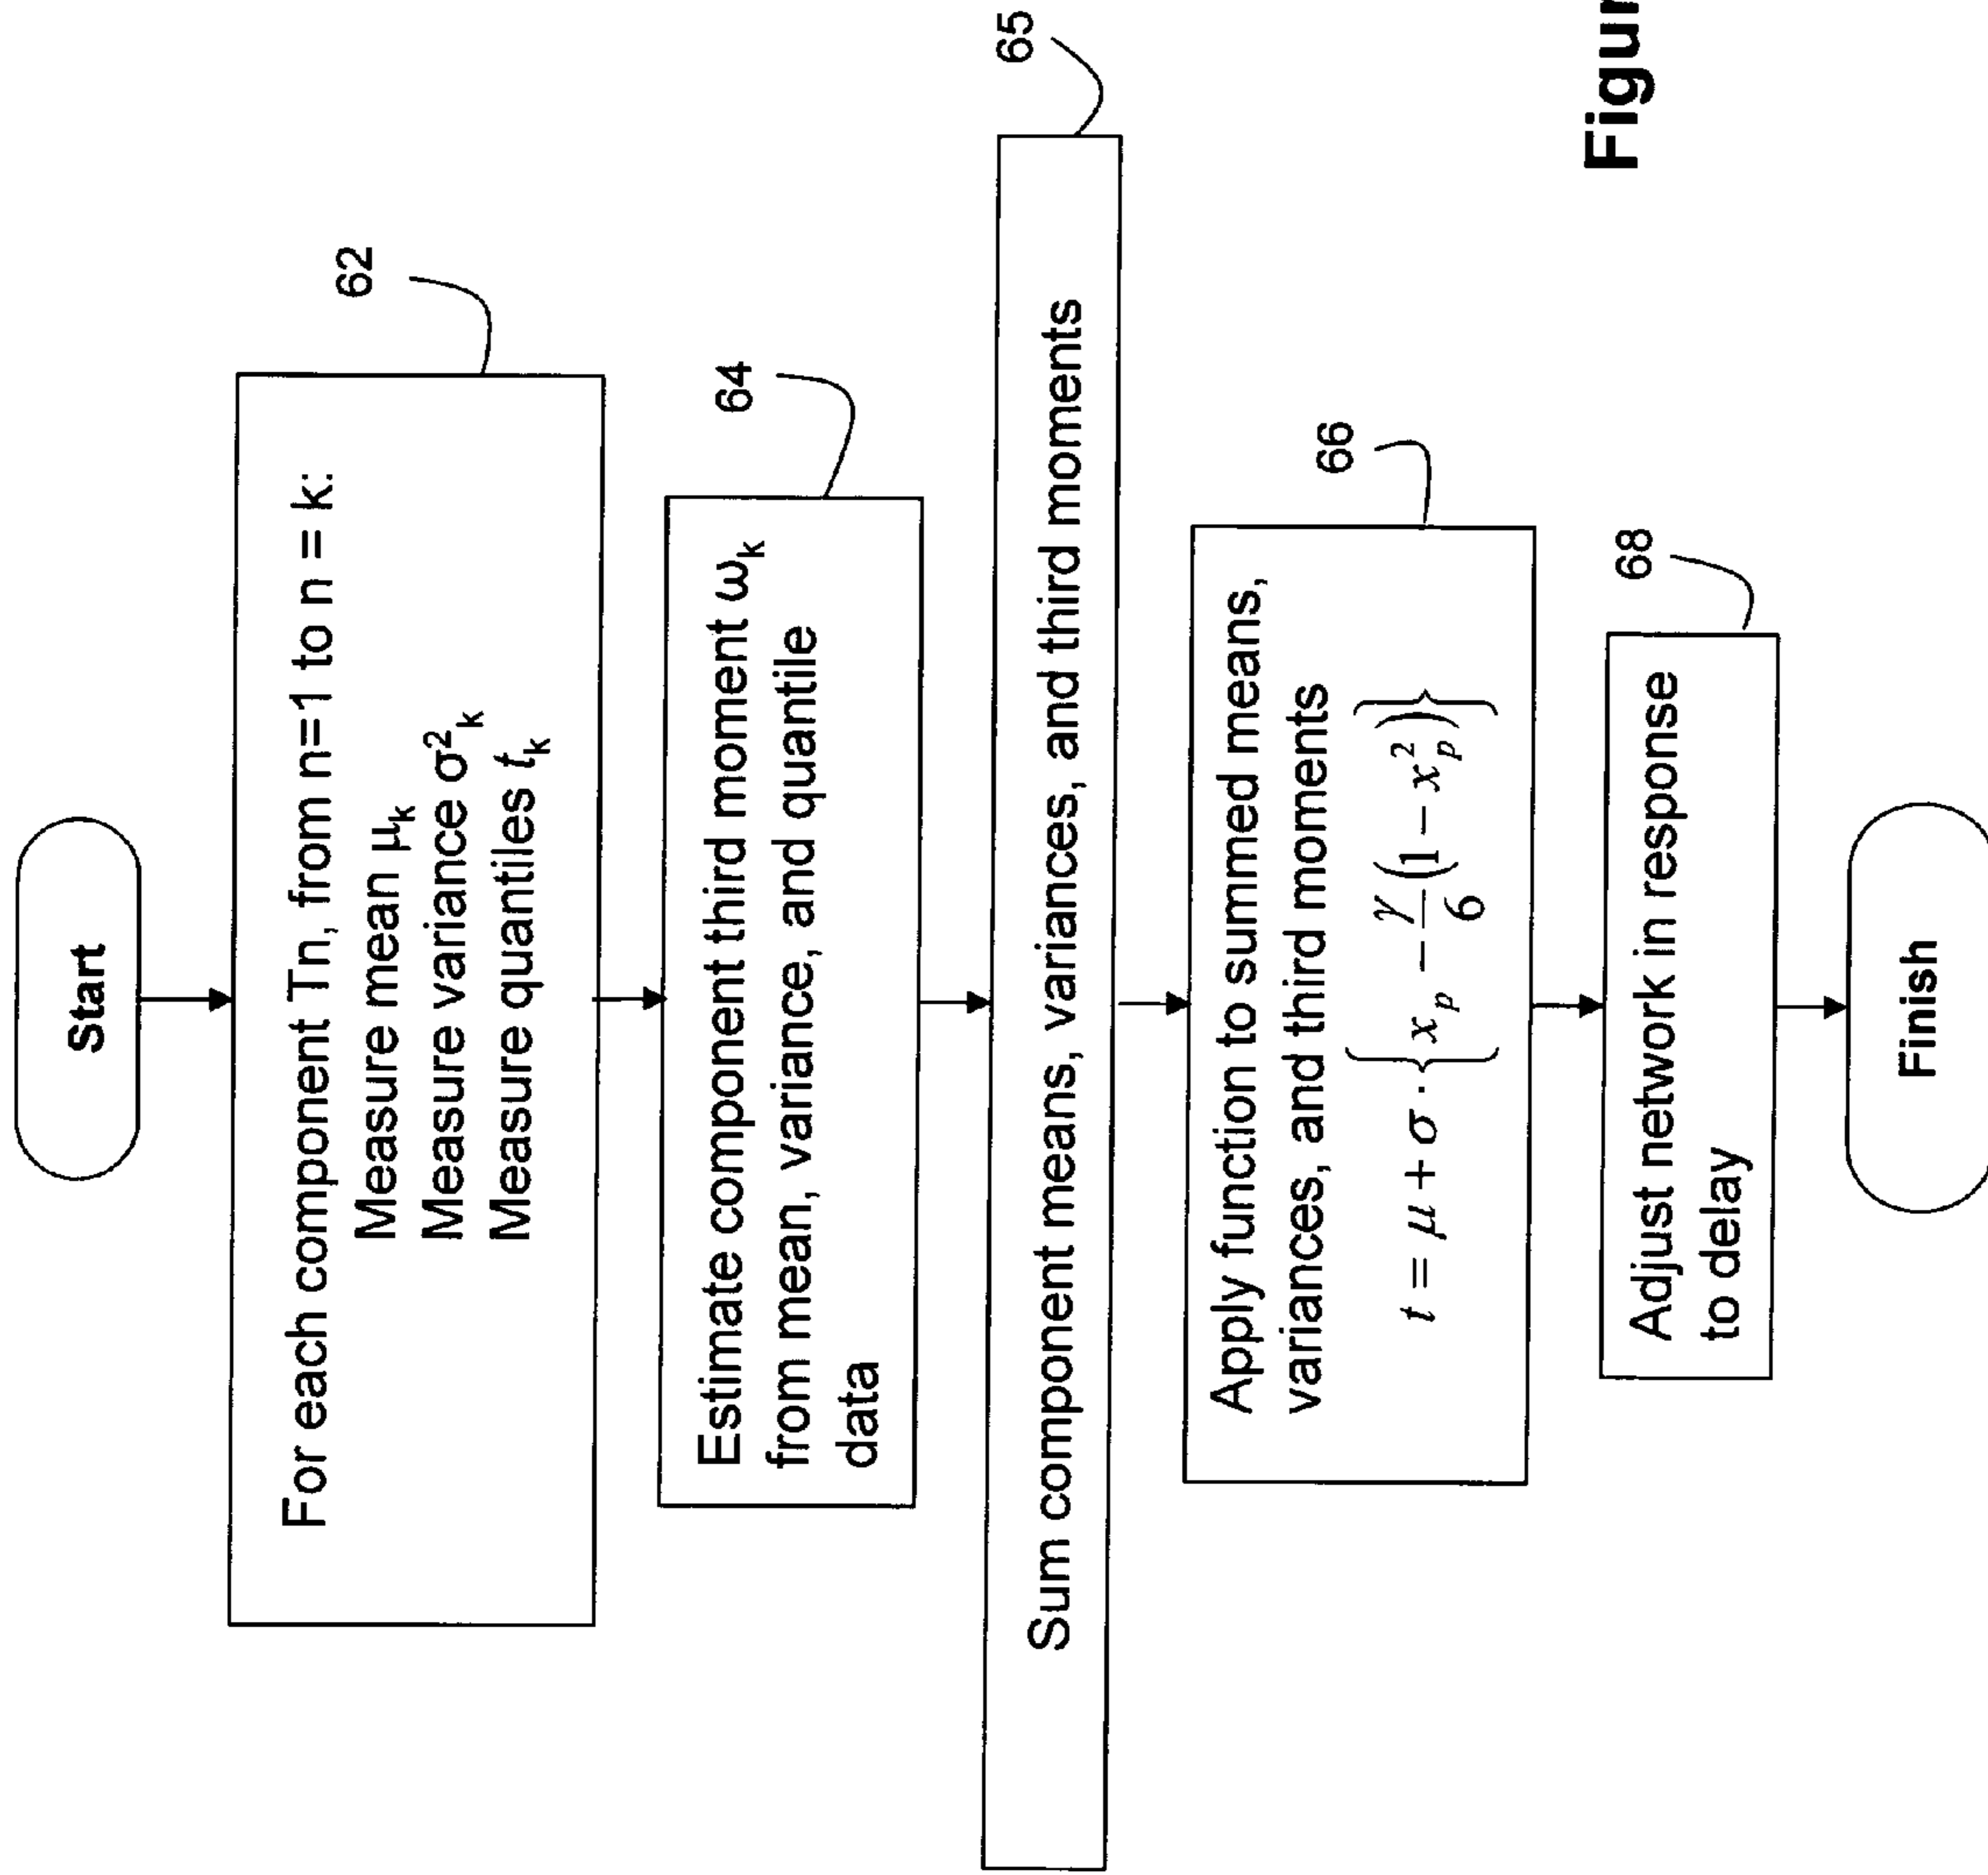 Start
For each component Tn, from n=1 to n = k:
Measure mean μk
Measure variance σ²k
Measure quantiles tk
62
Estimate component third moment ωk
from mean, variance, and quantile
data
64
Sum component means, variances, and third moments
65
Apply function to summed means,
variances, and third moments
t = μ + σ · { x_p − γ/6 (1 − x_p²) }
66
Adjust network in response
to delay
68
Finish